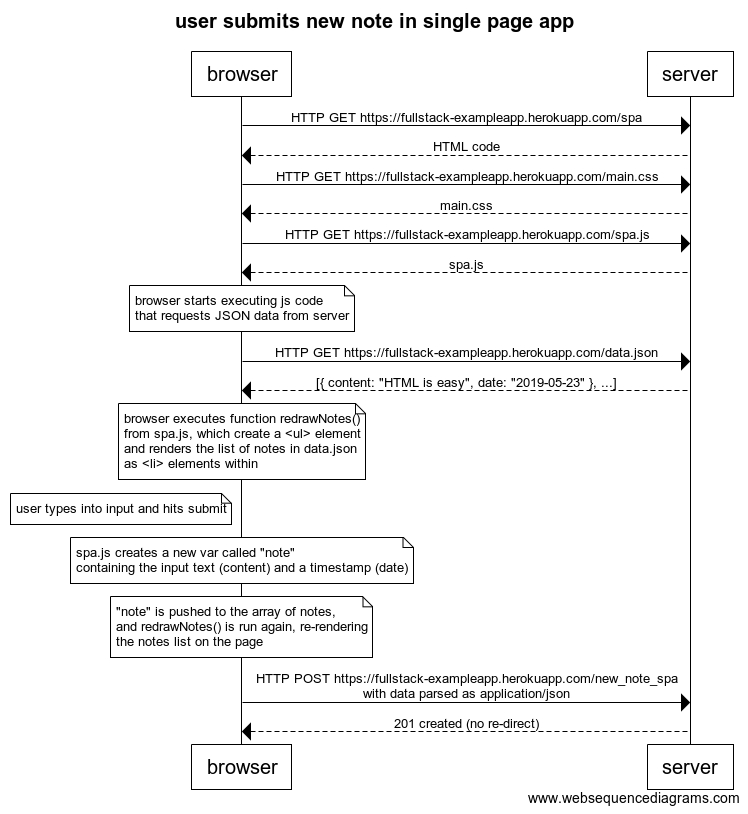 user submits new note in single page app
browser
server
HTTP GET https://fullstack-exampleapp.herokuapp.com/spa
HTML code
HTTP GET https://fullstack-exampleapp.herokuapp.com/main.css
main.css
HTTP GET https://fullstack-exampleapp.herokuapp.com/spa.js
spa.js
browser starts executing js code
that requests JSON data from server
HTTP GET https://fullstack-exampleapp.herokuapp.com/data.json
[{ content: "HTML is easy", date: "2019-05-23" }, ...]
browser executes function redrawNotes()
from spa.js, which create a <ul> element
and renders the list of notes in data.json
as <li> elements within
user types into input and hits submit
spa.js creates a new var called "note"
containing the input text (content) and a timestamp (date)
"note" is pushed to the array of notes,
and redrawNotes() is run again, re-rendering
the notes list on the page
HTTP POST https://fullstack-exampleapp.herokuapp.com/new_note_spa
with data parsed as application/json
201 created (no re-direct)
browser
server
www.websequencediagrams.com